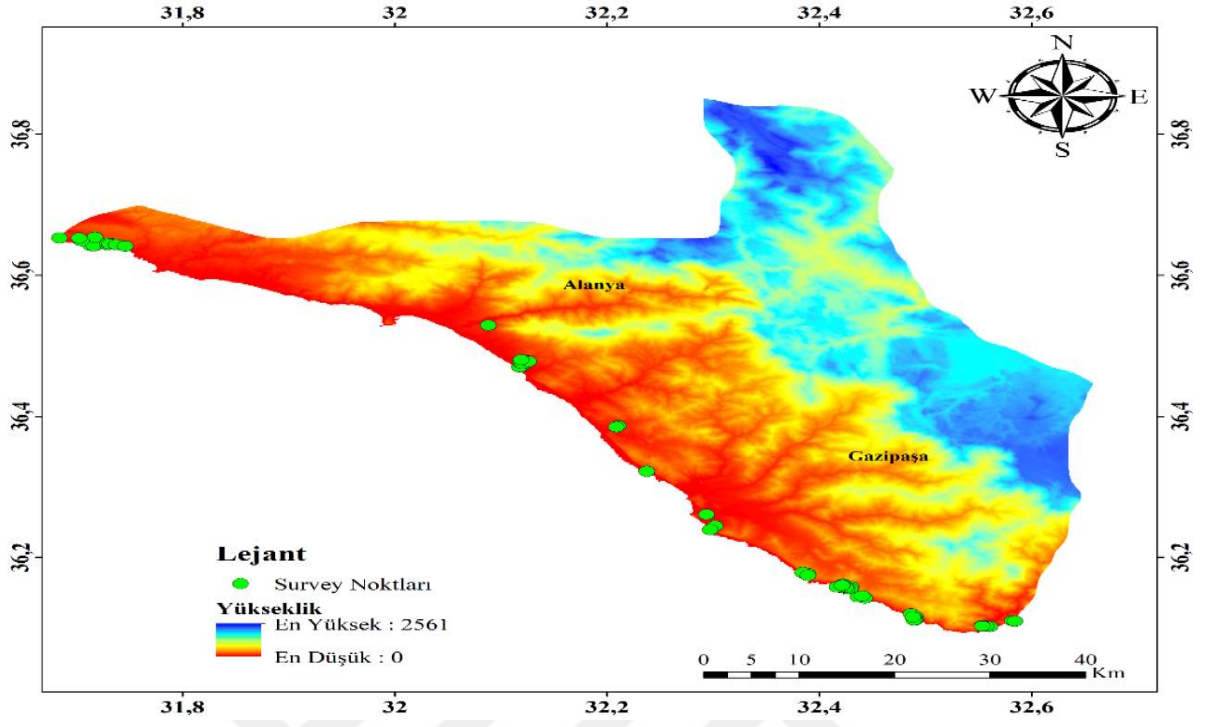 31,8 32 32,2 32,4 32,6
N
W E
S
36,8 36,8
36,6 36,6
Alanya
36,4 36,4
Gazipaşa
36,2 36,2
Lejant
Survey Noktları
Yükseklik
En Yüksek : 2561
En Düşük : 0
0 5 10 20 30 40
Km
31,8 32 32,2 32,4 32,6